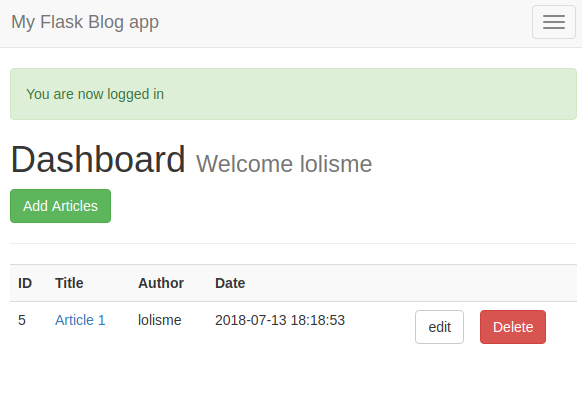 My Flask Blog app
You are now logged in
Dashboard Welcome lolisme
Add Articles
ID Title Author Date
5 Article 1 lolisme 2018-07-13 18:18:53 edit Delete